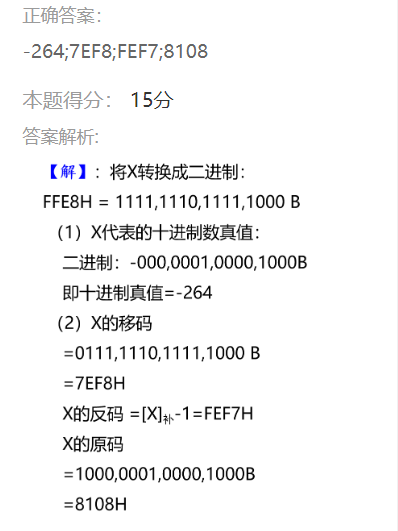 正确答案：
-264;7EF8;FEF7;8108
本题得分： 15分
答案解析:
【解】：将X转换成二进制：
FFE8H = 1111,1110,1111,1000 B
（1）X代表的十进制数真值：
二进制：-000,0001,0000,1000B
即十进制真值=-264
（2）X的移码
=0111,1110,1111,1000 B
=7EF8H
X的反码 =[X]补-1=FEF7H
X的原码
=1000,0001,0000,1000B
=8108H